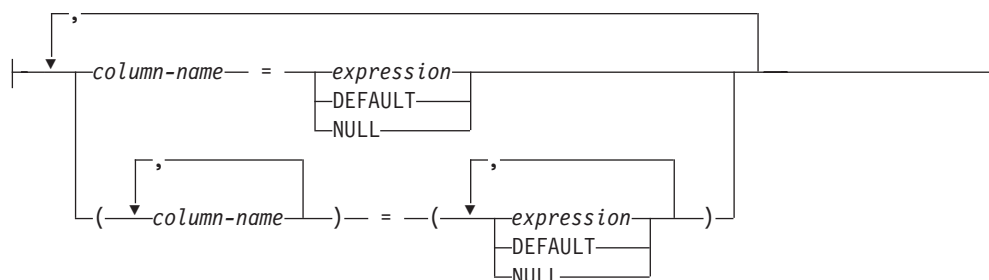 ,
column-name = expression
DEFAULT
NULL
, ,
( column-name ) = ( expression )
DEFAULT
NULL